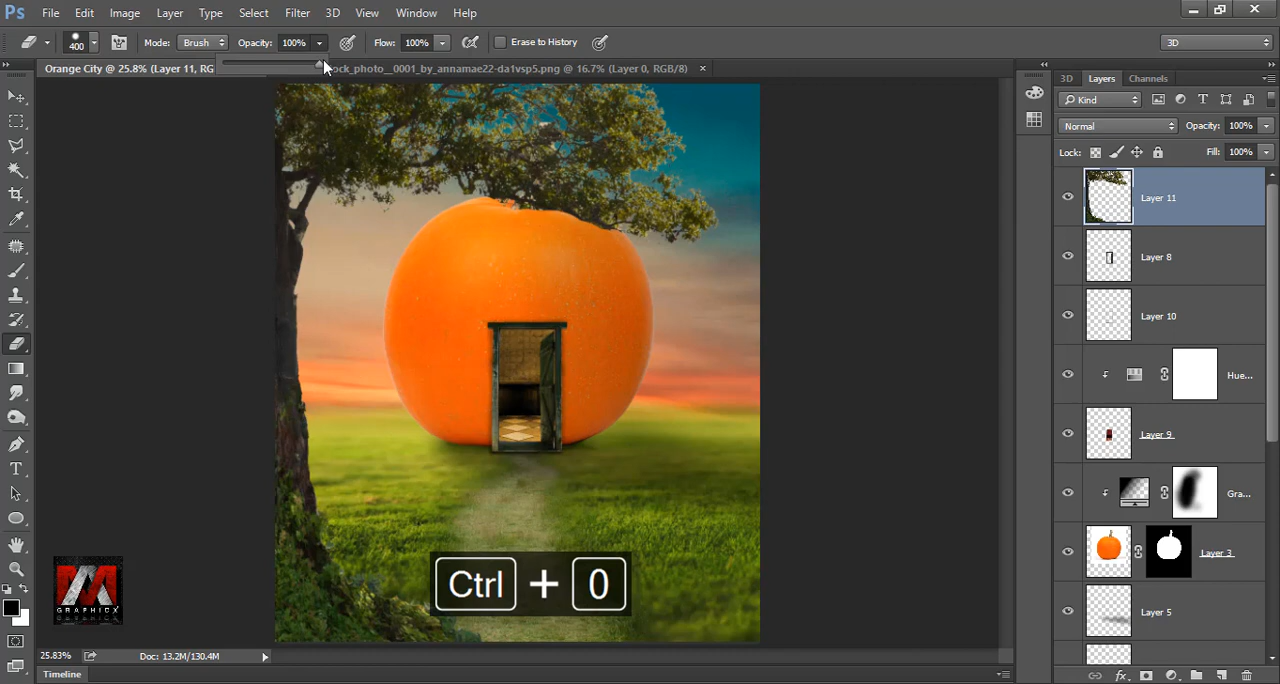 Ps File Edit Image Layer Type Select Filter 3D View Window Help
400 Mode: Brush Opacity: 100% Flow: 100% Erase to History 3D
Orange City @ 25.8% (Layer 11, RG ock_photo__0001_by_annamae22-da1vsp5.png @ 16.7% (Layer 0, RGB/8) ×
3D Layers Channels
Kind
Normal Opacity: 100%
Lock: Fill: 100%
Layer 11
Layer 8
Layer 10
Hue...
Layer 9
Gra...
Layer 3
Layer 5
Ctrl + 0
GRAPHICX
25.83% Doc: 13.2M/130.4M
Timeline